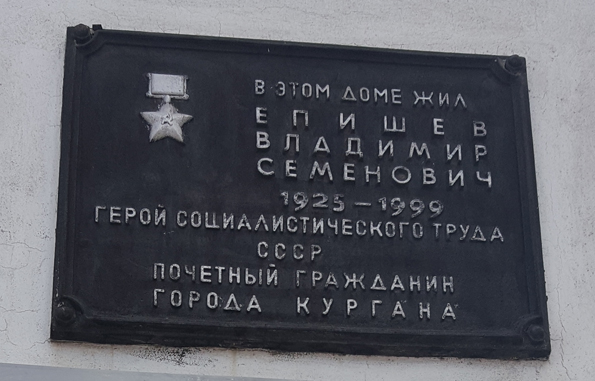 В ЭТОМ ДОМЕ ЖИЛ
ЕПИШЕВ
ВЛАДИМИР
СЕМЕНОВИЧ
1925 – 1999
ГЕРОЙ СОЦИАЛИСТИЧЕСКОГО ТРУДА
СССР
ПОЧЕТНЫЙ ГРАЖДАНИН
ГОРОДА КУРГАНА